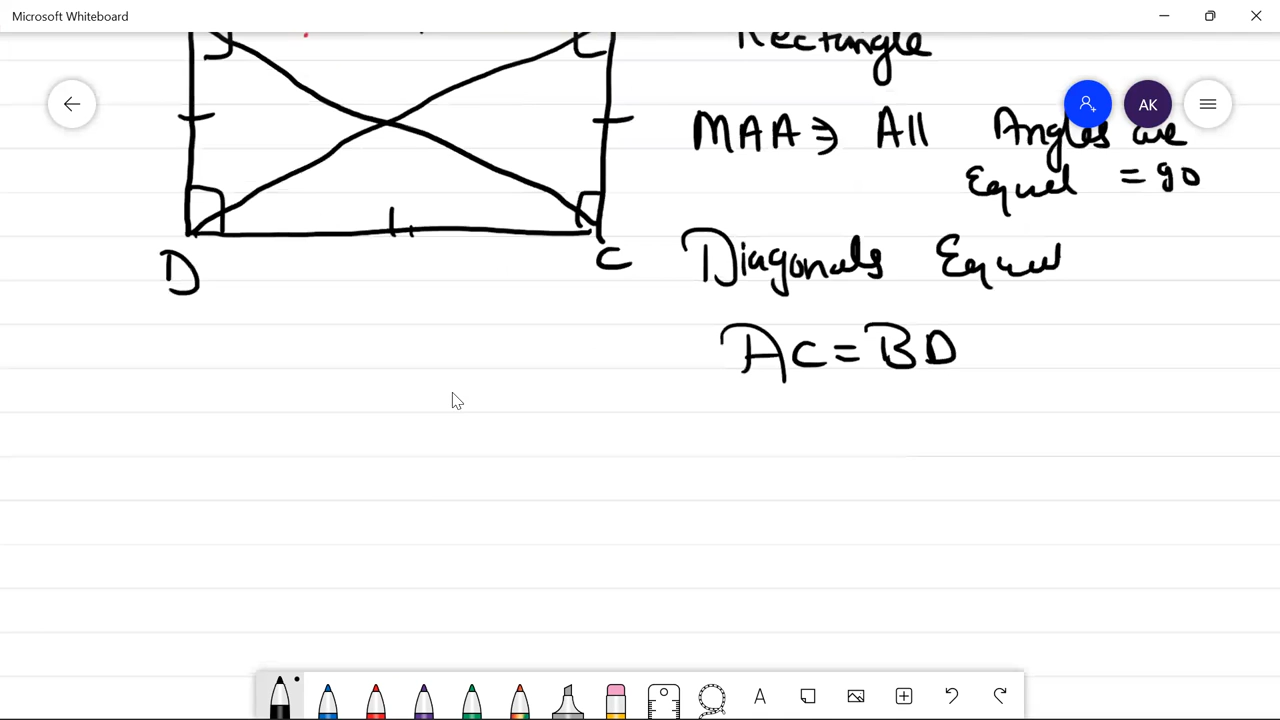 Microsoft Whiteboard
Rectangle
AK
MAA ∋ All Angles are
Equal = 90
D
C
Diagonals Equal
AC = BD
A